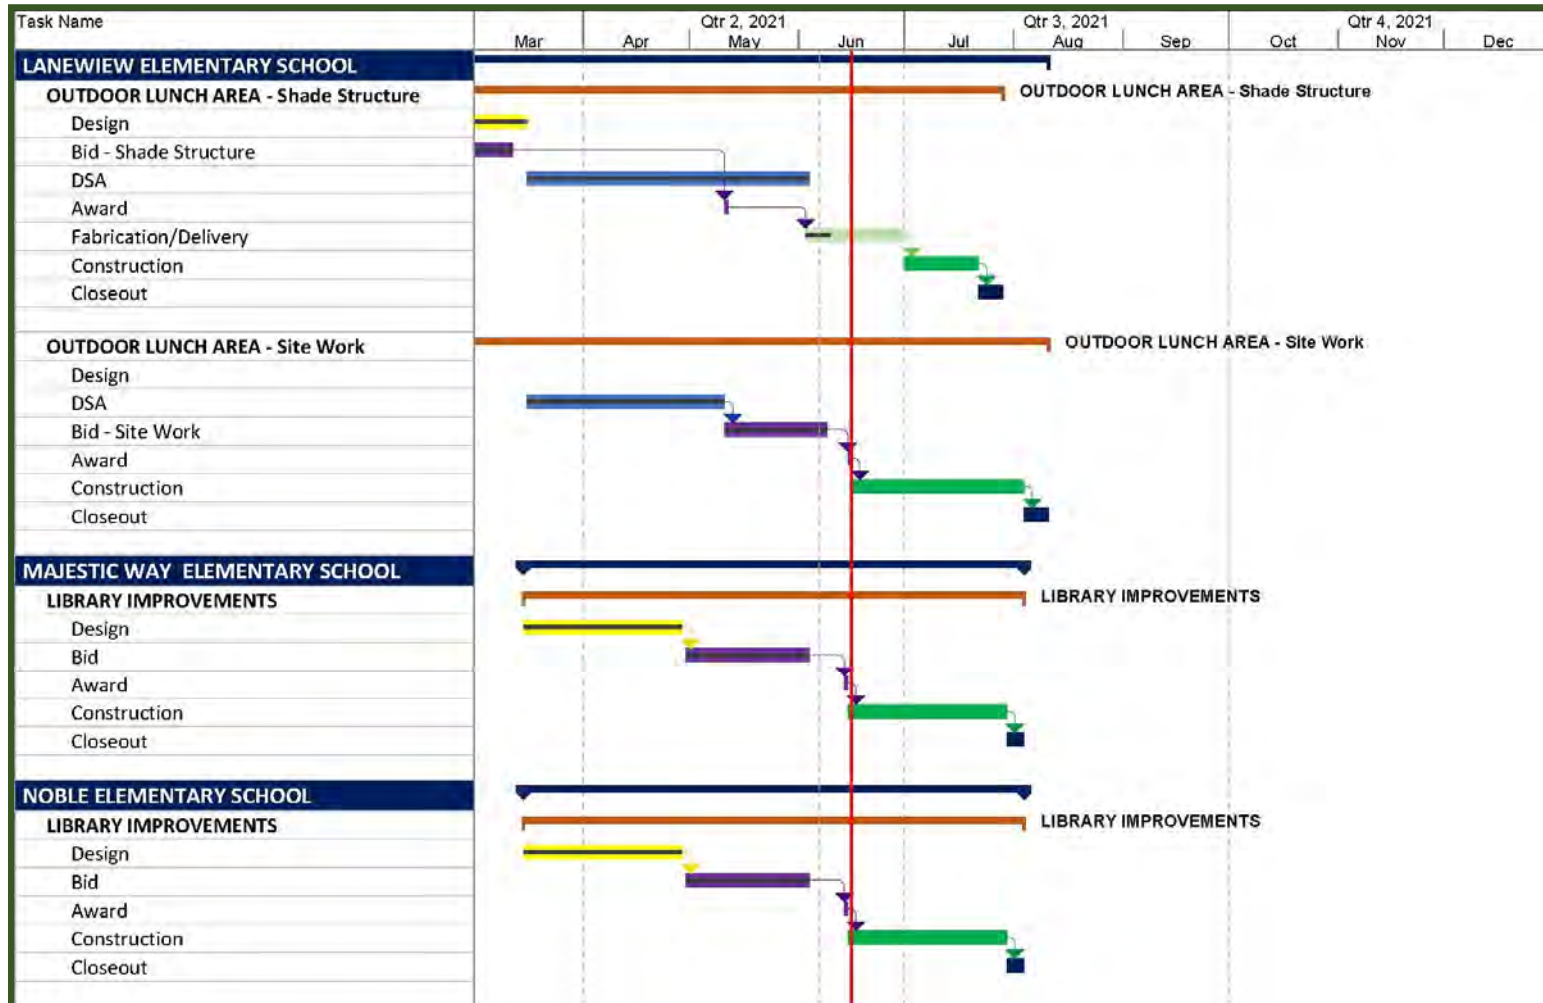 Task Name
Qtr 2, 2021 Qtr 3, 2021 Qtr 4, 2021
Mar Apr May Jun Jul Aug Sep Oct Nov Dec
LANEWIEW ELEMENTARY SCHOOL
OUTDOOR LUNCH AREA - Shade Structure OUTDOOR LUNCH AREA - Shade Structure
Design
Bid - Shade Structure
DSA
Award
Fabrication/Delivery
Construction
Closeout
OUTDOOR LUNCH AREA - Site Work OUTDOOR LUNCH AREA - Site Work
Design
DSA
Bid - Site Work
Award
Construction
Closeout
MAJESTIC WAY ELEMENTARY SCHOOL
LIBRARY IMPROVEMENTS LIBRARY IMPROVEMENTS
Design
Bid
Award
Construction
Closeout
NOBLE ELEMENTARY SCHOOL
LIBRARY IMPROVEMENTS LIBRARY IMPROVEMENTS
Design
Bid
Award
Construction
Closeout